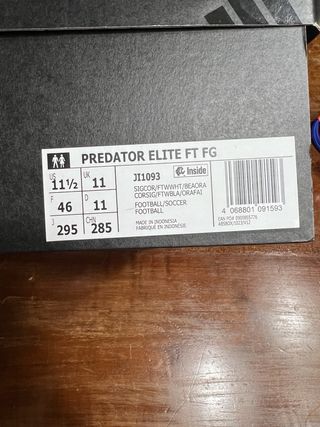 PREDATOR ELITE FT FG
US 11½ UK 11
F 46 D 11
J 295 CHN 285
JI1093
Inside
SIGCOR/FTWWHT/BEAORA
CORSIG/FTWBLA/ORAFAI
FOOTBALL/SOCCER
FOOTBALL
MADE IN INDONESIA
FABRIQUÉ EN INDONÉSIE
4 068801 091593